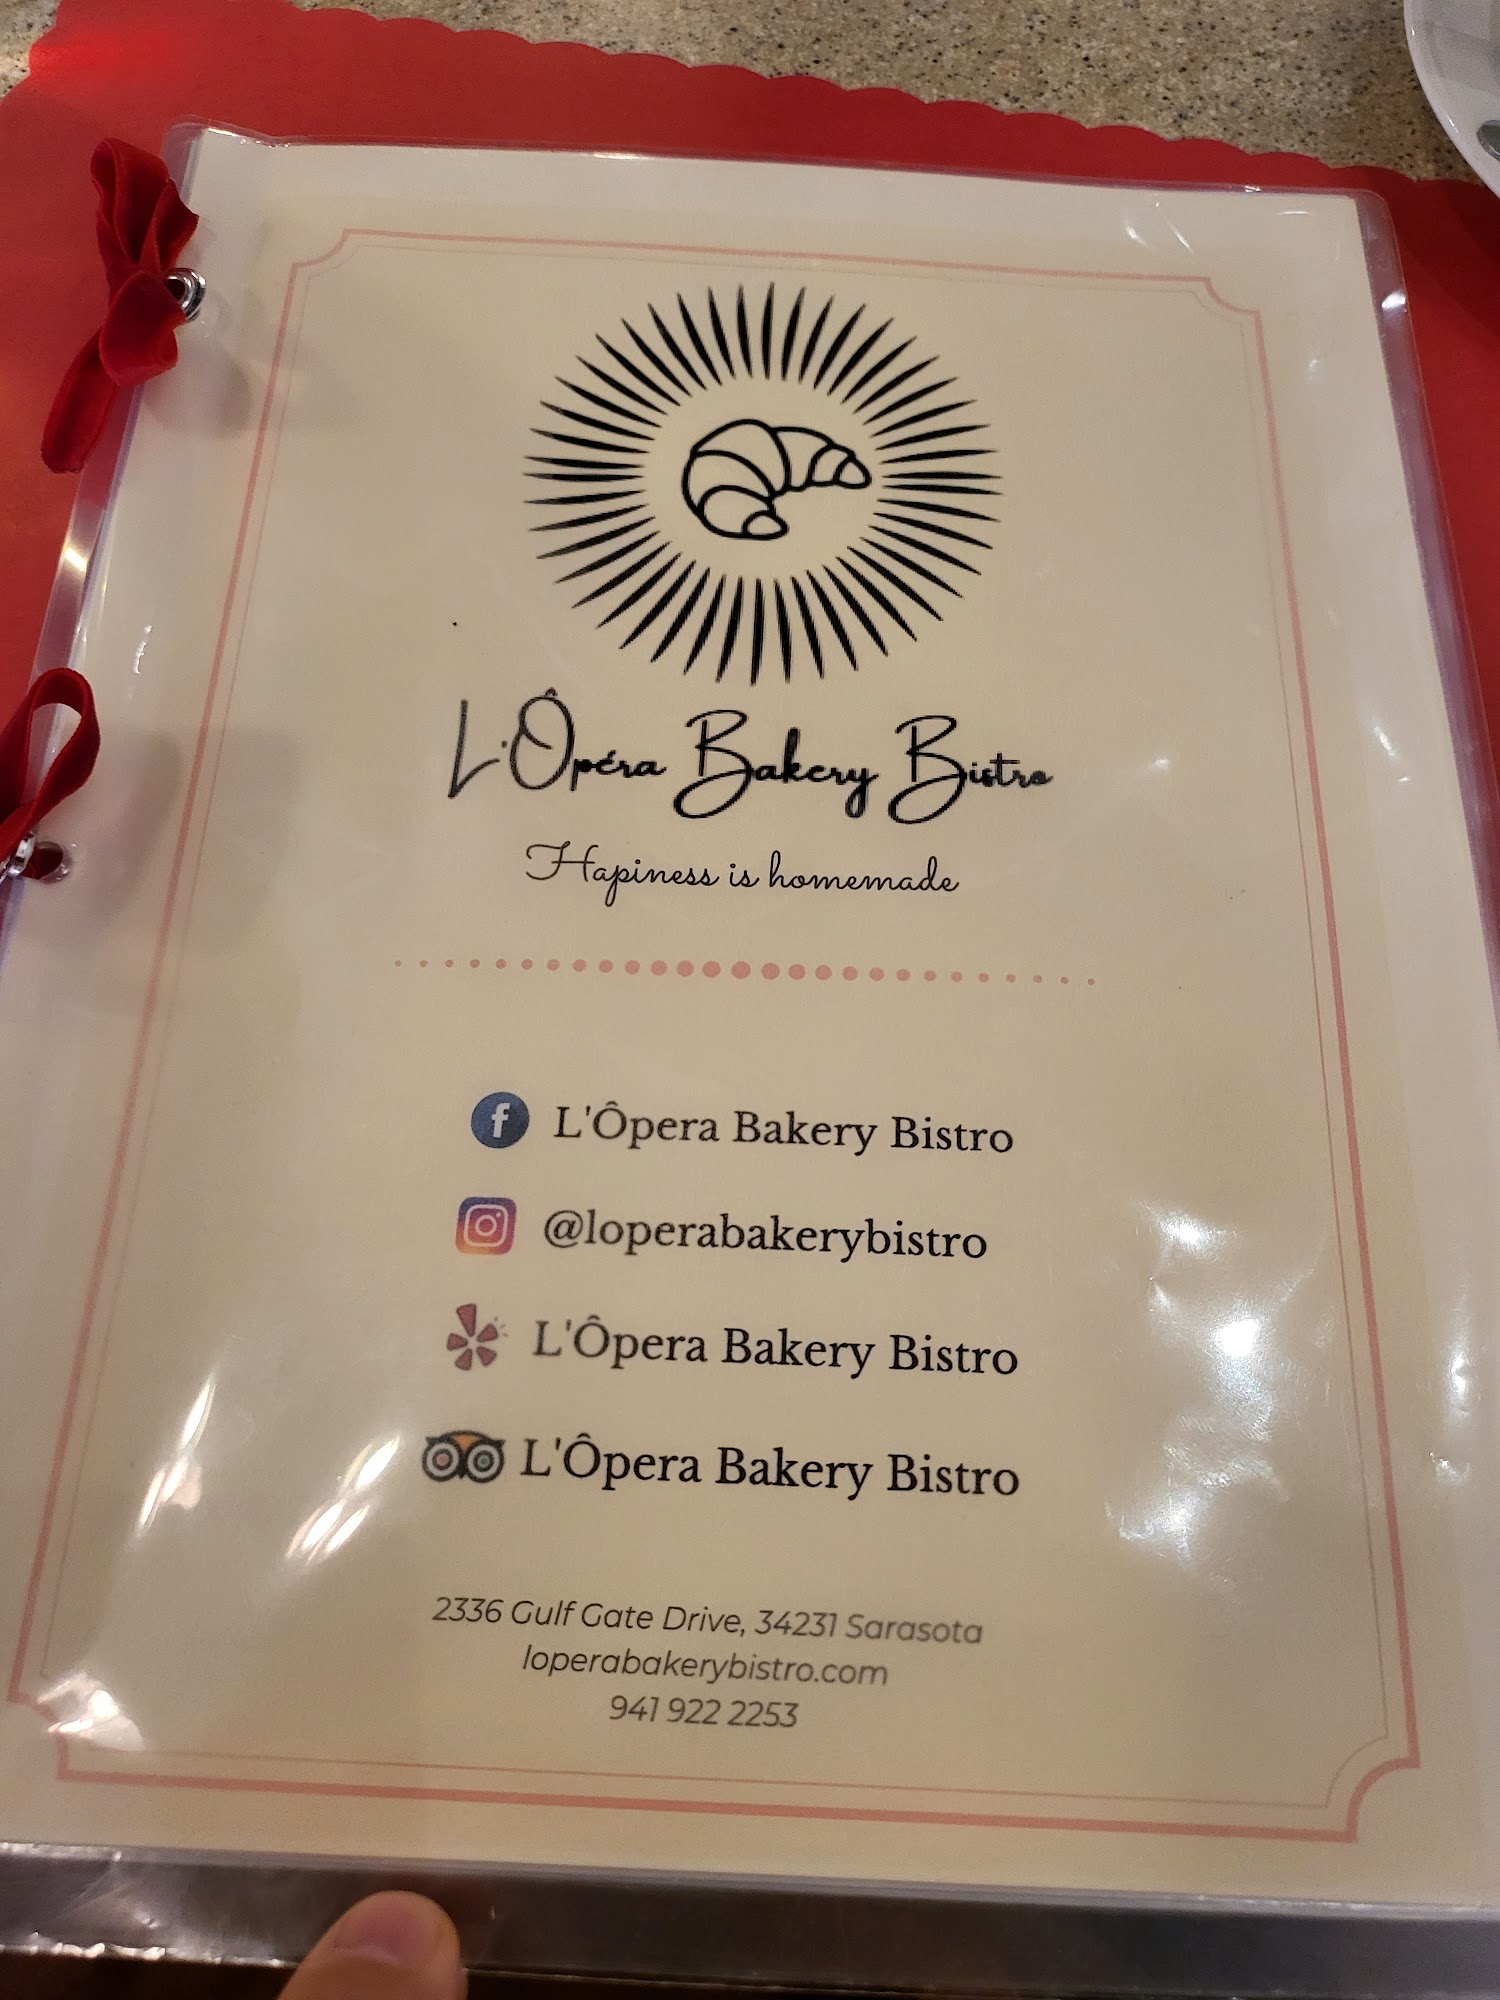 L'Ôpéra Bakery Bistro
Hapiness is homemade
L'Ôpera Bakery Bistro
@loperabakerybistro
L'Ôpera Bakery Bistro
L'Ôpera Bakery Bistro
2336 Gulf Gate Drive, 34231 Sarasota
loperabakerybistro.com
941 922 2253